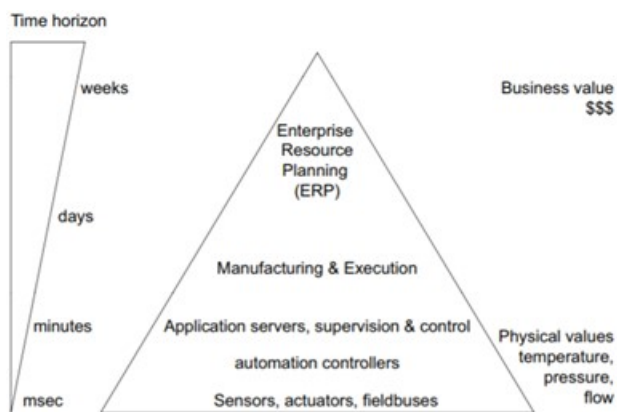 Time horizon
weeks
Business value
$$$
Enterprise
Resource
Planning
(ERP)
days
Manufacturing & Execution
minutes
Application servers, supervision & control
automation controllers
Physical values
temperature,
pressure,
flow
msec
Sensors, actuators, fieldbuses